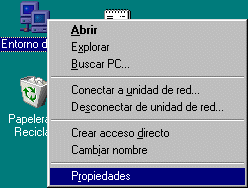 Entorno d
Papelera
Recicla
Abrir
Explorar
Buscar PC...
Conectar a unidad de red...
Desconectar de unidad de red...
Crear acceso directo
Cambiar nombre
Propiedades